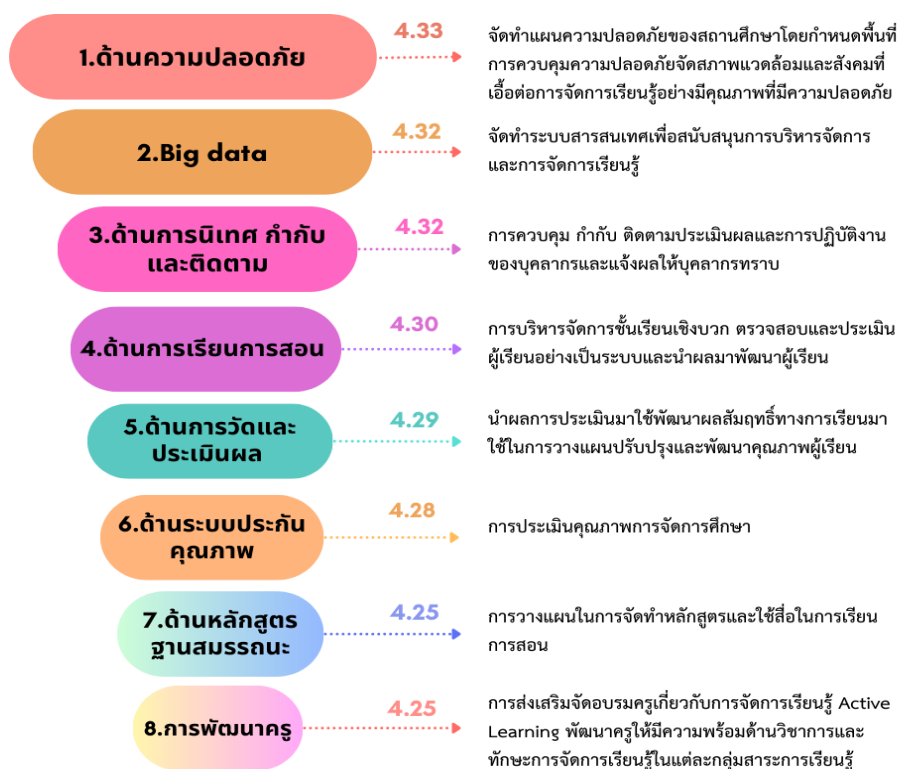 1.ด้านความปลอดภัย
4.33
จัดทำแผนความปลอดภัยของสถานศึกษาโดยกำหนดพื้นที่
การควบคุมความปลอดภัยจัดสภาพแวดล้อมและสังคมที่
เอื้อต่อการจัดการเรียนรู้อย่างมีคุณภาพที่มีความปลอดภัย
2.Big data
4.32
จัดทำระบบสารสนเทศเพื่อสนับสนุนการบริหารจัดการ
และการจัดการเรียนรู้
3.ด้านการนิเทศ กำกับ
และติดตาม
4.32
การควบคุม กำกับ ติดตามประเมินผลและการปฏิบัติงาน
ของบุคลากรและแจ้งผลให้บุคลากรทราบ
4.ด้านการเรียนการสอน
4.30
การบริหารจัดการชั้นเรียนเชิงบวก ตรวจสอบและประเมิน
ผู้เรียนอย่างเป็นระบบและนำผลมาพัฒนาผู้เรียน
5.ด้านการวัดและ
ประเมินผล
4.29
นำผลการประเมินมาใช้พัฒนาผลสัมฤทธิ์ทางการเรียนมา
ใช้ในการวางแผนปรับปรุงและพัฒนาคุณภาพผู้เรียน
6.ด้านระบบประกัน
คุณภาพ
4.28
การประเมินคุณภาพการจัดการศึกษา
7.ด้านหลักสูตร
ฐานสมรรถนะ
4.25
การวางแผนในการจัดทำหลักสูตรและใช้สื่อในการเรียน
การสอน
8.การพัฒนาครู
4.25
การส่งเสริมจัดอบรมครูเกี่ยวกับการจัดการเรียนรู้ Active
Learning พัฒนาครูให้มีความพร้อมด้านวิชาการและ
ทักษะการจัดการเรียนรู้ในแต่ละกลุ่มสาระการเรียนรู้